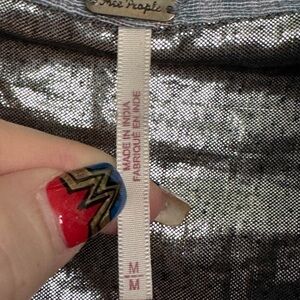 Free People
MADE IN INDIA
FABRIQUÉ EN INDE
M
M